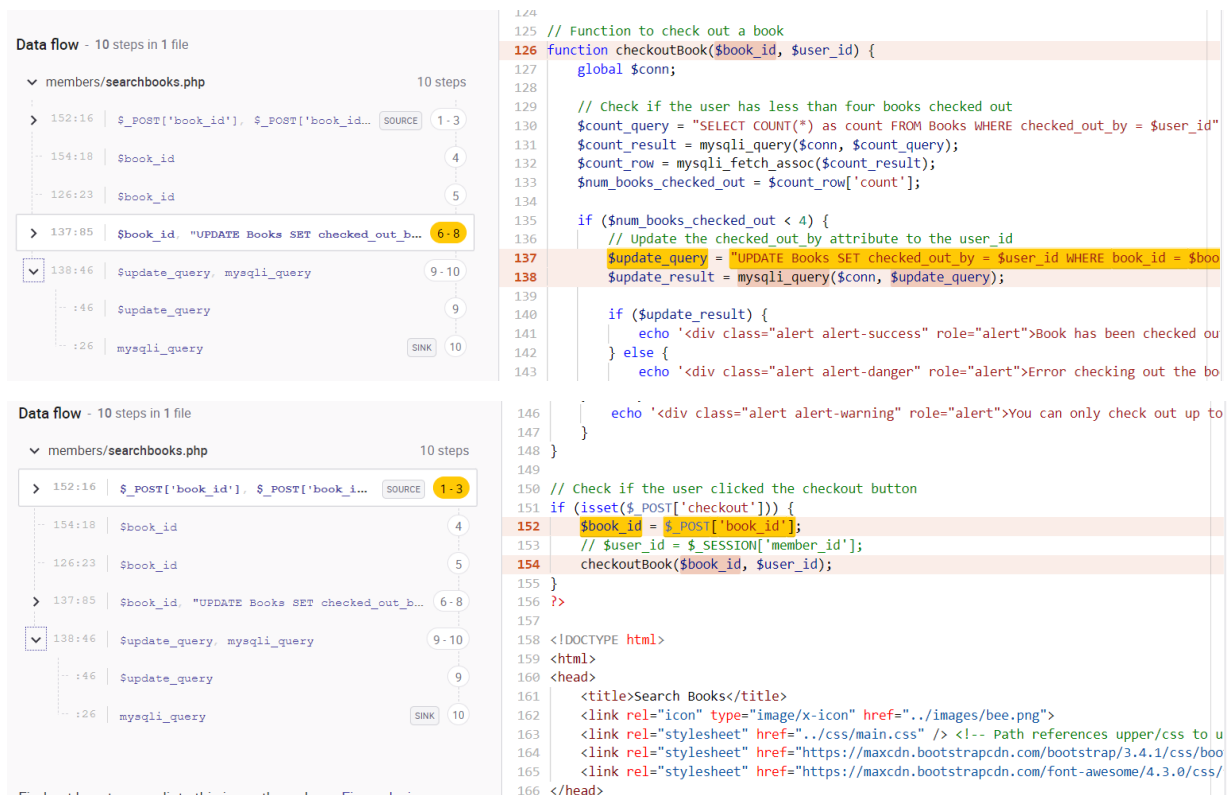 Data flow - 10 steps in 1 file
members/searchbooks.php 10 steps
152:16 $_POST['book_id'], $_POST['book_id... SOURCE 1 - 3
154:18 $book_id 4
126:23 $book_id 5
137:85 $book_id, "UPDATE Books SET checked_out_b... 6 - 8
138:46 $update_query, mysqli_query 9 - 10
:46 $update_query 9
:26 mysqli_query SINK 10
124
125 // Function to check out a book
126 function checkoutBook($book_id, $user_id) {
127 global $conn;
128
129 // Check if the user has less than four books checked out
130 $count_query = "SELECT COUNT(*) as count FROM Books WHERE checked_out_by = $user_id"
131 $count_result = mysqli_query($conn, $count_query);
132 $count_row = mysqli_fetch_assoc($count_result);
133 $num_books_checked_out = $count_row['count'];
134
135 if ($num_books_checked_out < 4) {
136 // Update the checked_out_by attribute to the user_id
137 $update_query = "UPDATE Books SET checked_out_by = $user_id WHERE book_id = $boo
138 $update_result = mysqli_query($conn, $update_query);
139
140 if ($update_result) {
141 echo '<div class="alert alert-success" role="alert">Book has been checked ou
142 } else {
143 echo '<div class="alert alert-danger" role="alert">Error checking out the bo
Data flow - 10 steps in 1 file
members/searchbooks.php 10 steps
152:16 $_POST['book_id'], $_POST['book_i... SOURCE 1 - 3
154:18 $book_id 4
126:23 $book_id 5
137:85 $book_id, "UPDATE Books SET checked_out_b... 6 - 8
138:46 $update_query, mysqli_query 9 - 10
:46 $update_query 9
:26 mysqli_query SINK 10
146 echo '<div class="alert alert-warning" role="alert">You can only check out up to
147 }
148 }
149
150 // Check if the user clicked the checkout button
151 if (isset($_POST['checkout'])) {
152 $book_id = $_POST['book_id'];
153 // $user_id = $_SESSION['member_id'];
154 checkoutBook($book_id, $user_id);
155 }
156 ?>
157
158 <!DOCTYPE html>
159 <html>
160 <head>
161 <title>Search Books</title>
162 <link rel="icon" type="image/x-icon" href="../images/bee.png">
163 <link rel="stylesheet" href="../css/main.css" /> <!-- Path references upper/css to u
164 <link rel="stylesheet" href="https://maxcdn.bootstrapcdn.com/bootstrap/3.4.1/css/boo
165 <link rel="stylesheet" href="https://maxcdn.bootstrapcdn.com/font-awesome/4.3.0/css/
166 </head>